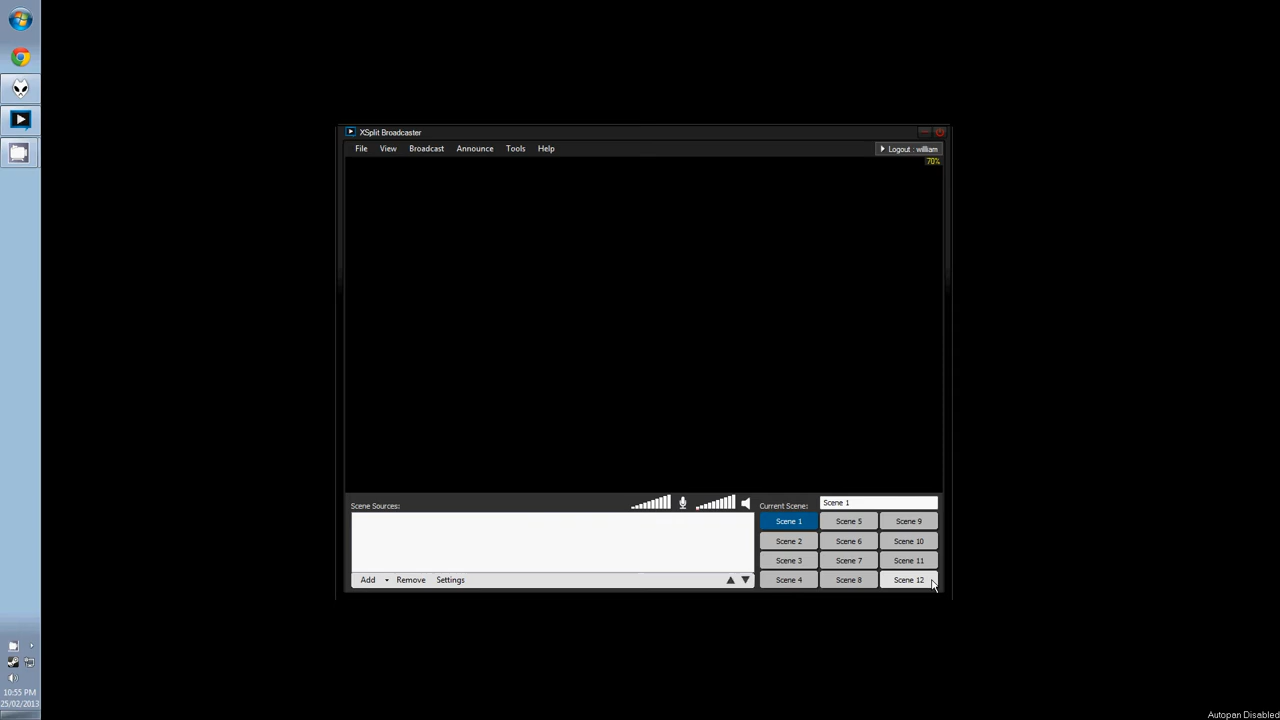 XSplit Broadcaster
File View Broadcast Announce Tools Help
Logout : william
70%
Scene Sources:
Current Scene: Scene 1
Scene 1 Scene 5 Scene 9
Scene 2 Scene 6 Scene 10
Scene 3 Scene 7 Scene 11
Scene 4 Scene 8 Scene 12
Add Remove Settings
10:55 PM
25/02/2013
Autopan Disabled